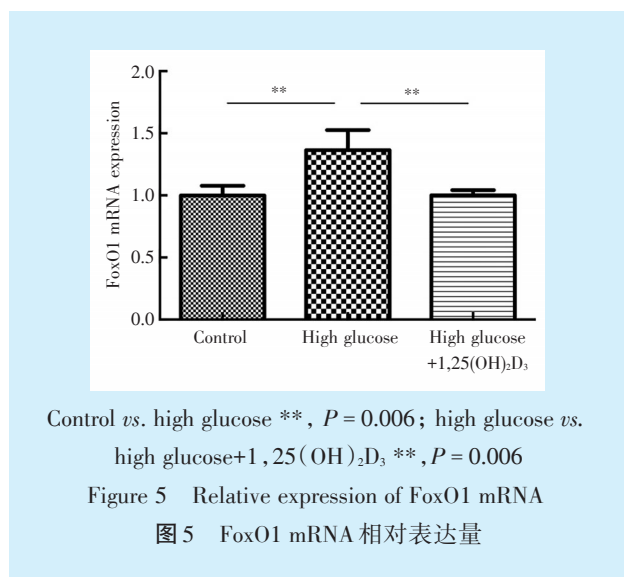 2.0
** **
1.5
1.0
0.5
0.0
FoxO1 mRNA expression
Control High glucose High glucose
+1,25(OH)₂D₃
Control vs. high glucose **, P = 0.006; high glucose vs.
high glucose+1, 25(OH)₂D₃ **, P = 0.006
Figure 5 Relative expression of FoxO1 mRNA
图5 FoxO1 mRNA 相对表达量